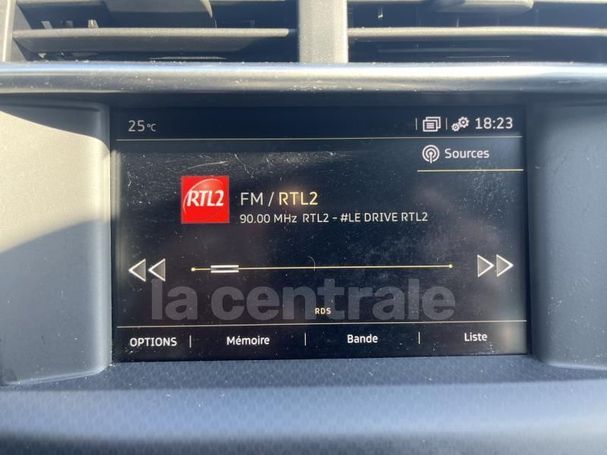 25 °C
18:23
Sources
RTL2
FM / RTL2
90.00 MHz RTL2 - #LE DRIVE RTL2
la centrale
RDS
OPTIONS
Mémoire
Bande
Liste